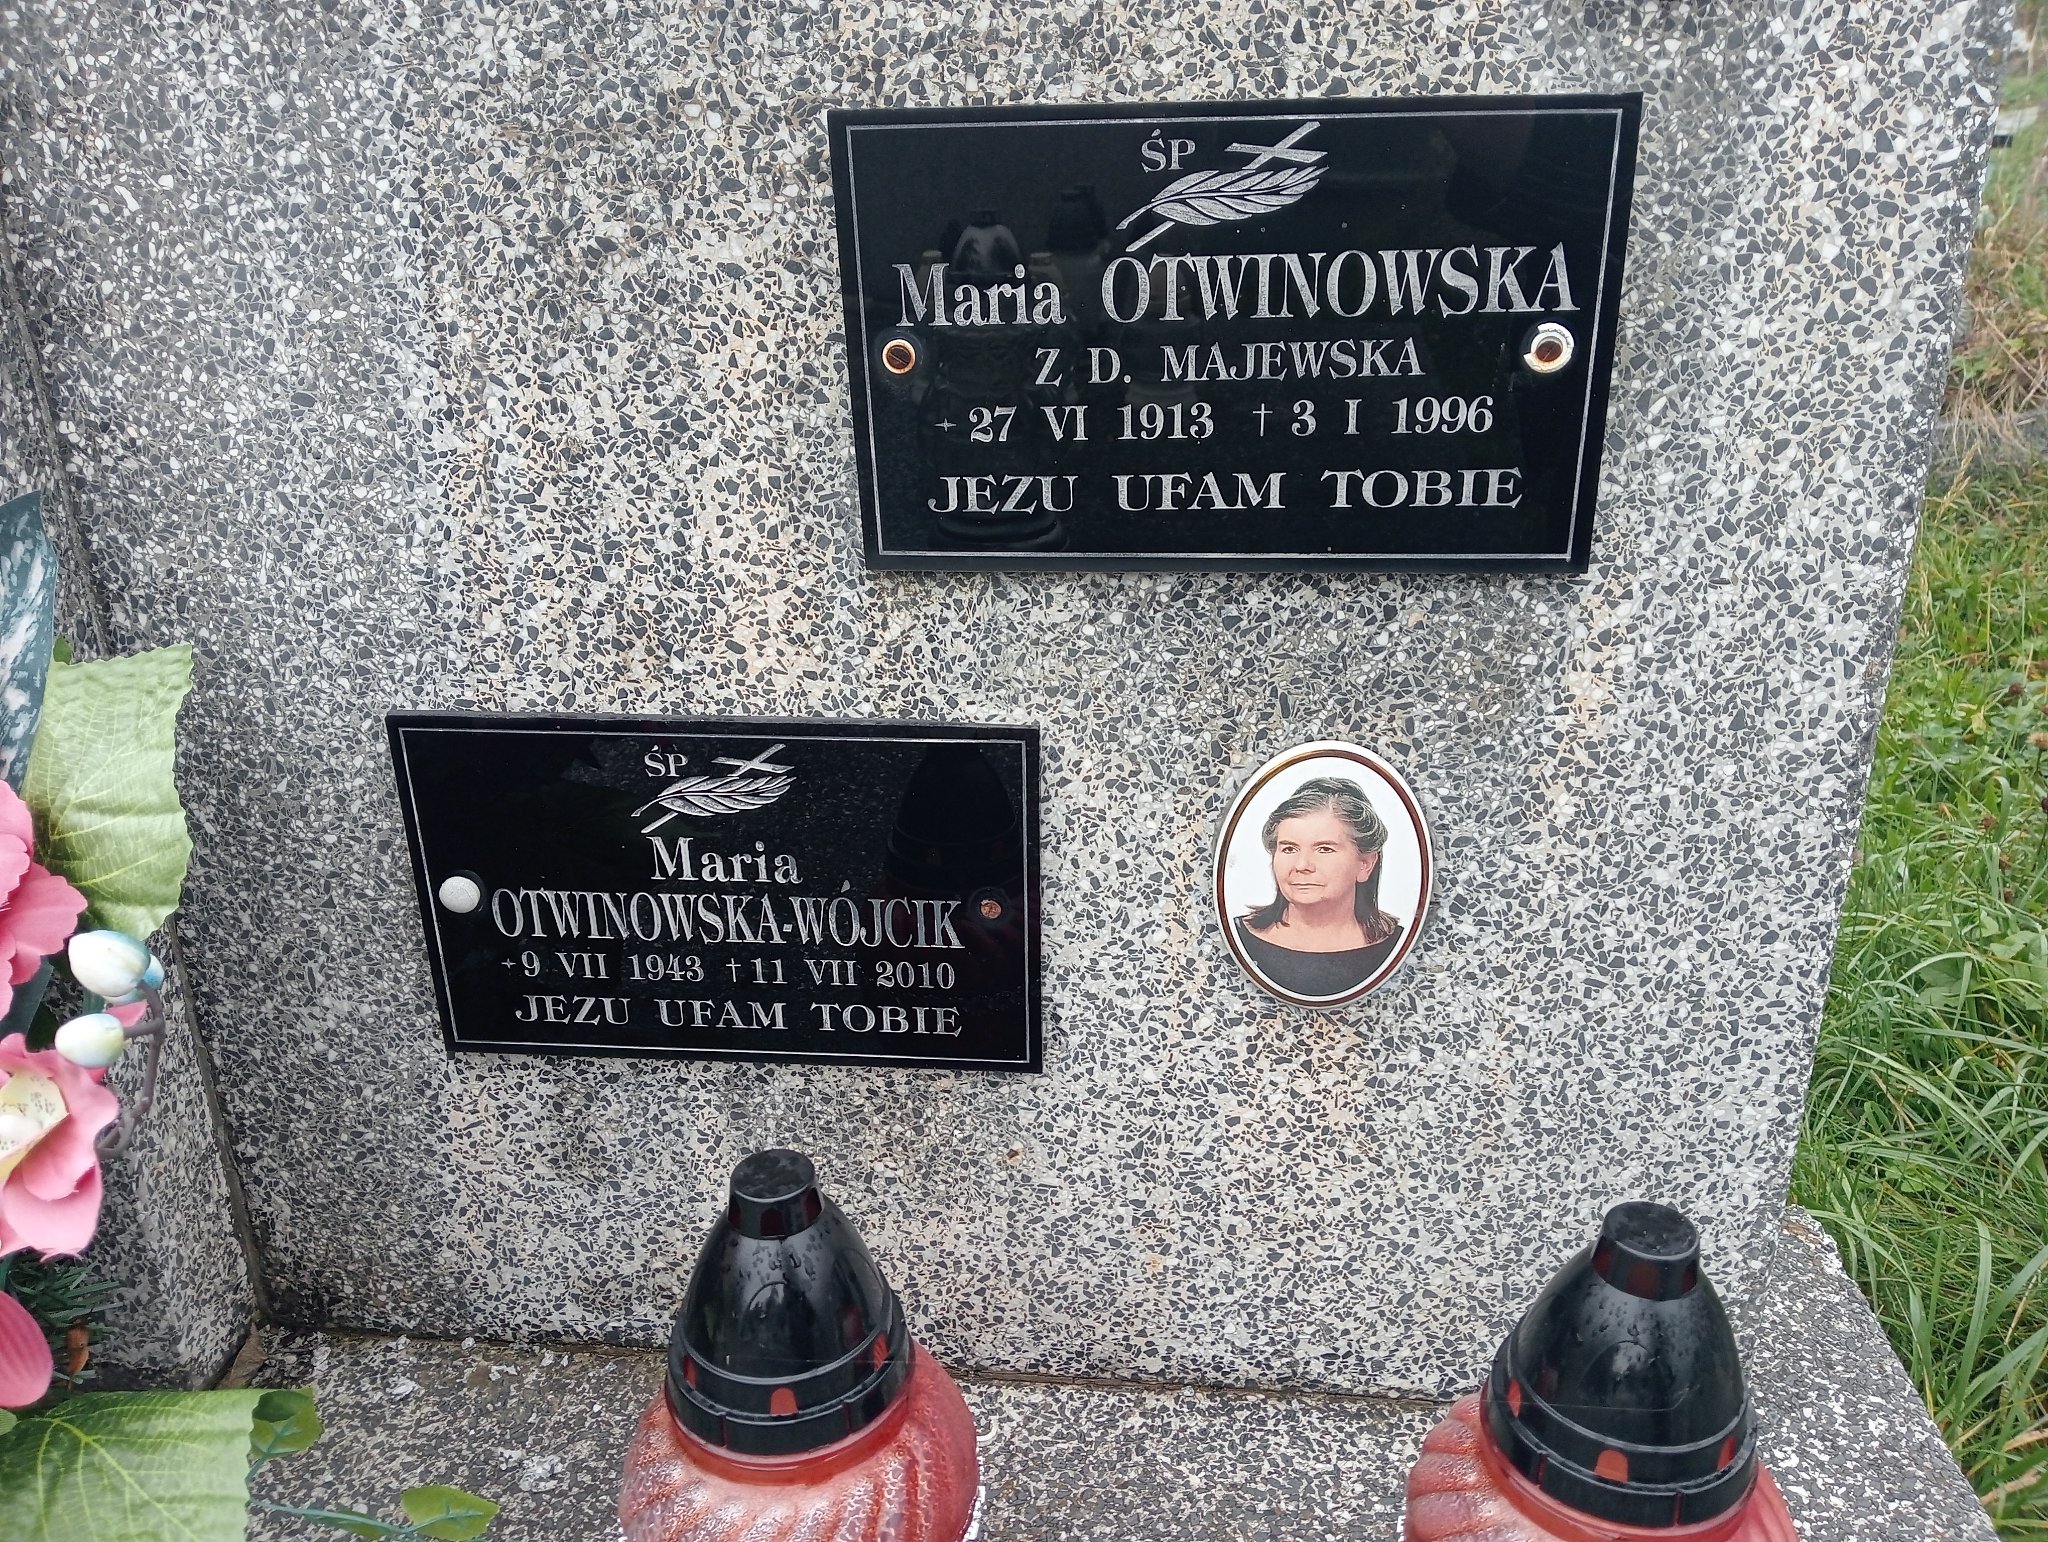 ŚP
Maria OTWINOWSKA
Z D. MAJEWSKA
27 VI 1913 † 3 I 1996
JEZU UFAM TOBIE
ŚP
Maria
OTWINOWSKA-WÓJCIK
9 VII 1943 † 11 VII 2010
JEZU UFAM TOBIE